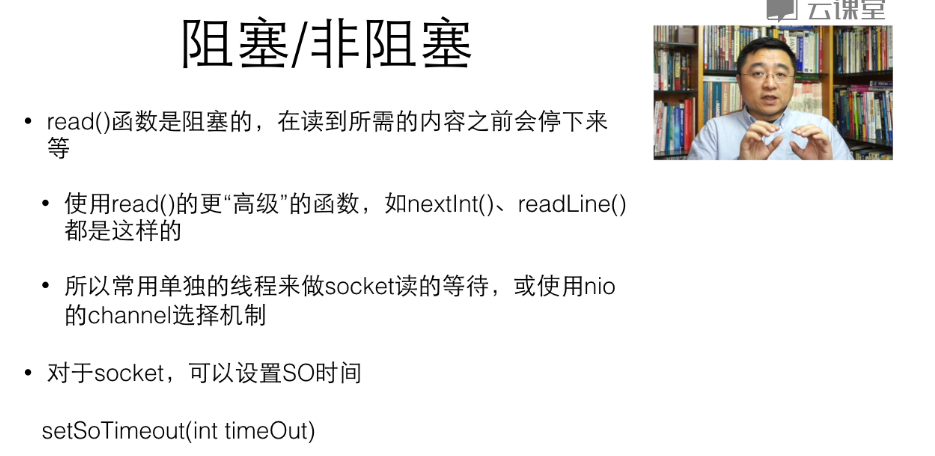 云课堂
阻塞/非阻塞
• read()函数是阻塞的，在读到所需的内容之前会停下来
等
• 使用read()的更“高级”的函数，如nextInt()、readLine()
都是这样的
• 所以常用单独的线程来做socket读的等待，或使用nio
的channel选择机制
• 对于socket，可以设置SO时间
setSoTimeout(int timeOut)